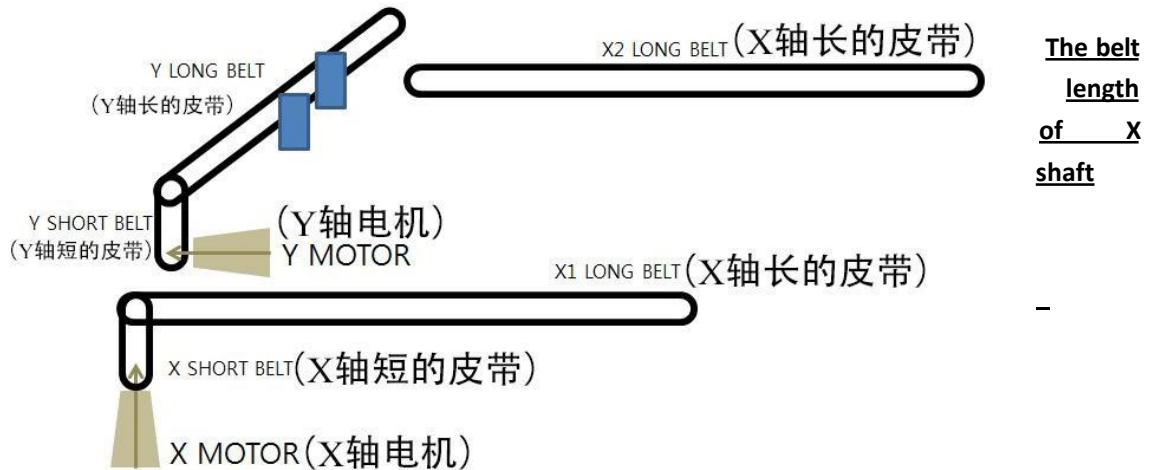 X2 LONG BELT(X轴长的皮带)
Y LONG BELT
(Y轴长的皮带)
Y SHORT BELT
(Y轴短的皮带)
(Y轴电机)
Y MOTOR
X1 LONG BELT(X轴长的皮带)
X SHORT BELT(X轴短的皮带)
X MOTOR(X轴电机)
The belt
length
of X
shaft